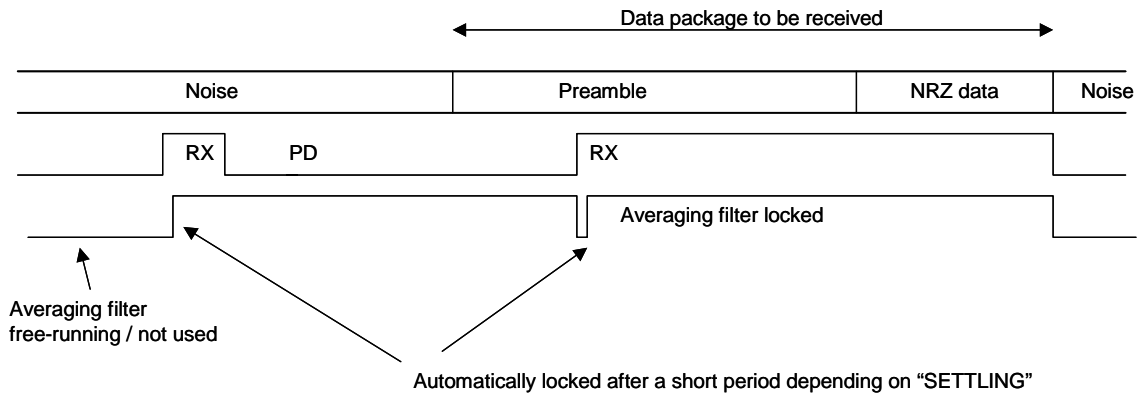 Data package to be received
Noise Preamble NRZ data Noise
RX PD RX
Averaging filter locked
Averaging filter
free-running / not used
Automatically locked after a short period depending on “SETTLING”